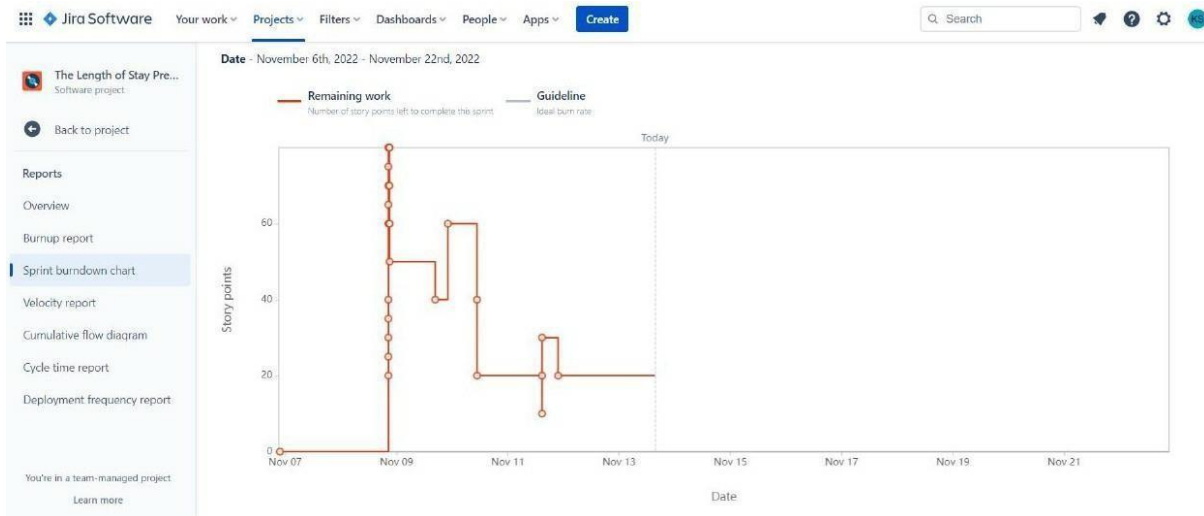 Jira Software Your work Projects Filters Dashboards People Apps Create Search KS
Date - November 6th, 2022 - November 22nd, 2022
The Length of Stay Pre...
Software project
Back to project
Reports
Overview
Burnup report
Sprint burndown chart
Velocity report
Cumulative flow diagram
Cycle time report
Deployment frequency report
You're in a team-managed project
Learn more
Remaining work
Number of story points left to complete this sprint
Guideline
Ideal burn rate
Today
Story points
60
40
20
0
Nov 07 Nov 09 Nov 11 Nov 13 Nov 15 Nov 17 Nov 19 Nov 21
Date